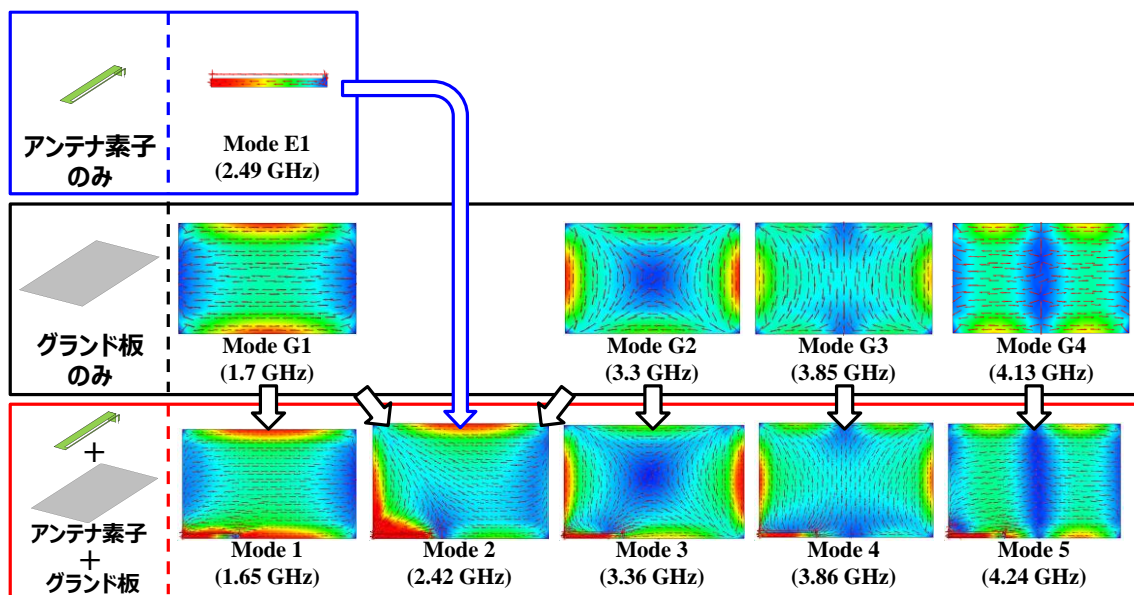 アンテナ素子
のみ
Mode E1
(2.49 GHz)
グランド板
のみ
Mode G1
(1.7 GHz)
Mode G2
(3.3 GHz)
Mode G3
(3.85 GHz)
Mode G4
(4.13 GHz)
+
アンテナ素子
+
グランド板
Mode 1
(1.65 GHz)
Mode 2
(2.42 GHz)
Mode 3
(3.36 GHz)
Mode 4
(3.86 GHz)
Mode 5
(4.24 GHz)